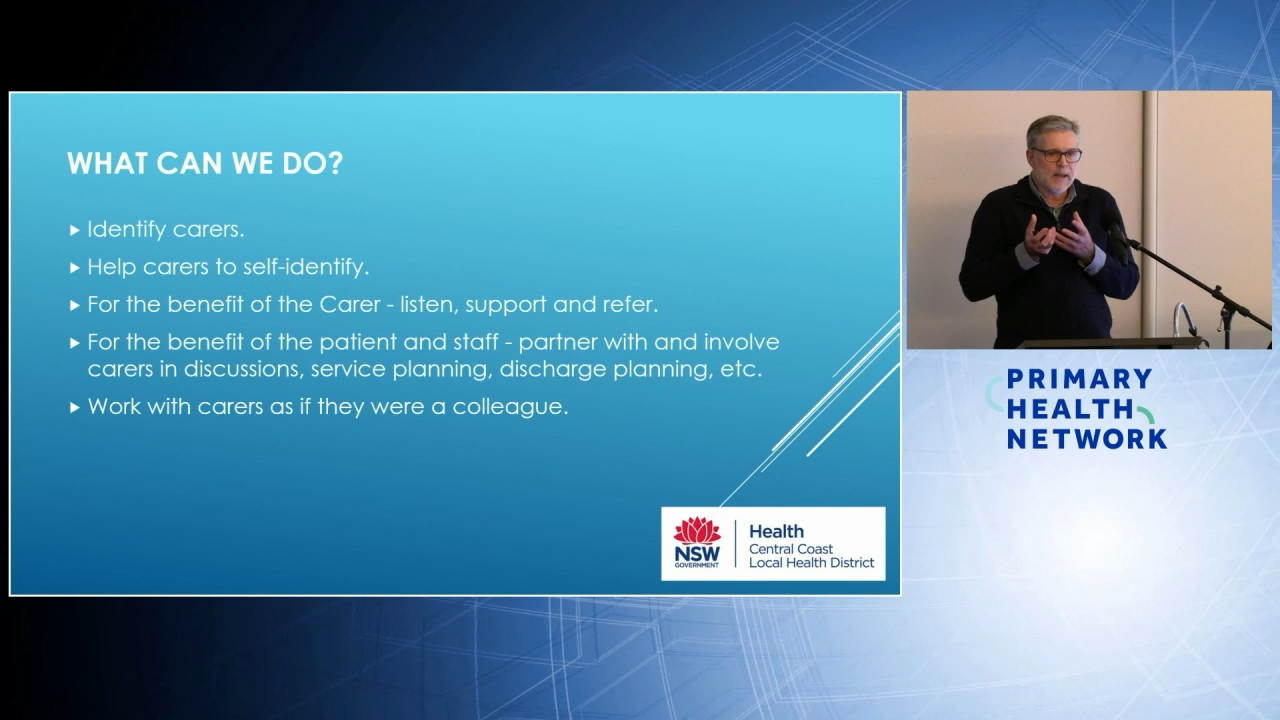 WHAT CAN WE DO?
Identify carers.
Help carers to self-identify.
For the benefit of the Carer - listen, support and refer.
For the benefit of the patient and staff - partner with and involve
carers in discussions, service planning, discharge planning, etc.
Work with carers as if they were a colleague.
NSW
GOVERNMENT
Health
Central Coast
Local Health District
PRIMARY
HEALTH
NETWORK